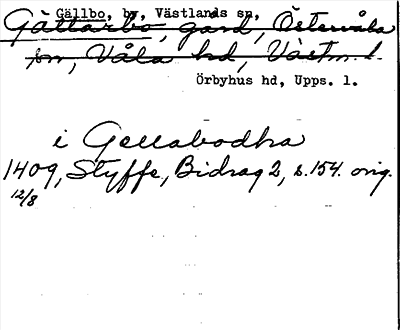 Gällbo, by, Västlands sn,
Gällarbo, gård, Östervåla
sn, Våla hd, Västm. l.
Örbyhus hd, Upps. l.
i Gellabodha
1409, Styffe, Bidrag 2, s. 154. orig.
12/8